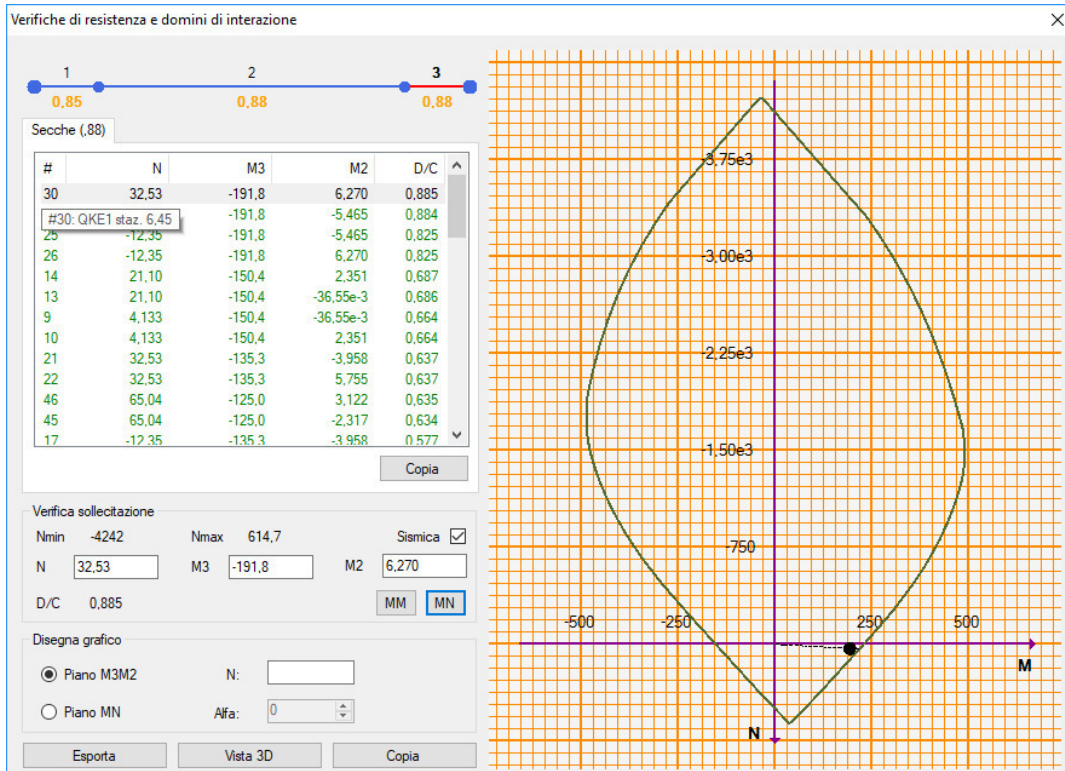 Verifiche di resistenza e domini di interazione
1 2 3
0,85 0,88 0,88
Secche (,88)
# N M3 M2 D/C
30 32,53 -191,8 6,270 0,885
#30: QKE1 staz. 6,45 -191,8 -5,465 0,884
25 -12,35 -191,8 -5,465 0,825
26 -12,35 -191,8 6,270 0,825
14 21,10 -150,4 2,351 0,687
13 21,10 -150,4 -36,55e-3 0,686
9 4,133 -150,4 -36,55e-3 0,664
10 4,133 -150,4 2,351 0,664
21 32,53 -135,3 -3,958 0,637
22 32,53 -135,3 5,755 0,637
46 65,04 -125,0 3,122 0,635
45 65,04 -125,0 -2,317 0,634
17 -12,35 -135,3 -3,958 0,577
Copia
Verifica sollecitazione
Nmin -4242 Nmax 614,7 Sismica
N 32,53 M3 -191,8 M2 6,270
D/C 0,885 MM MN
Disegna grafico
Piano M3M2 N:
Piano MN Alfa: 0
Esporta Vista 3D Copia
-3,75e3
-3,00e3
-2,25e3
-1,50e3
-750
-500 -250 250 500
M
N